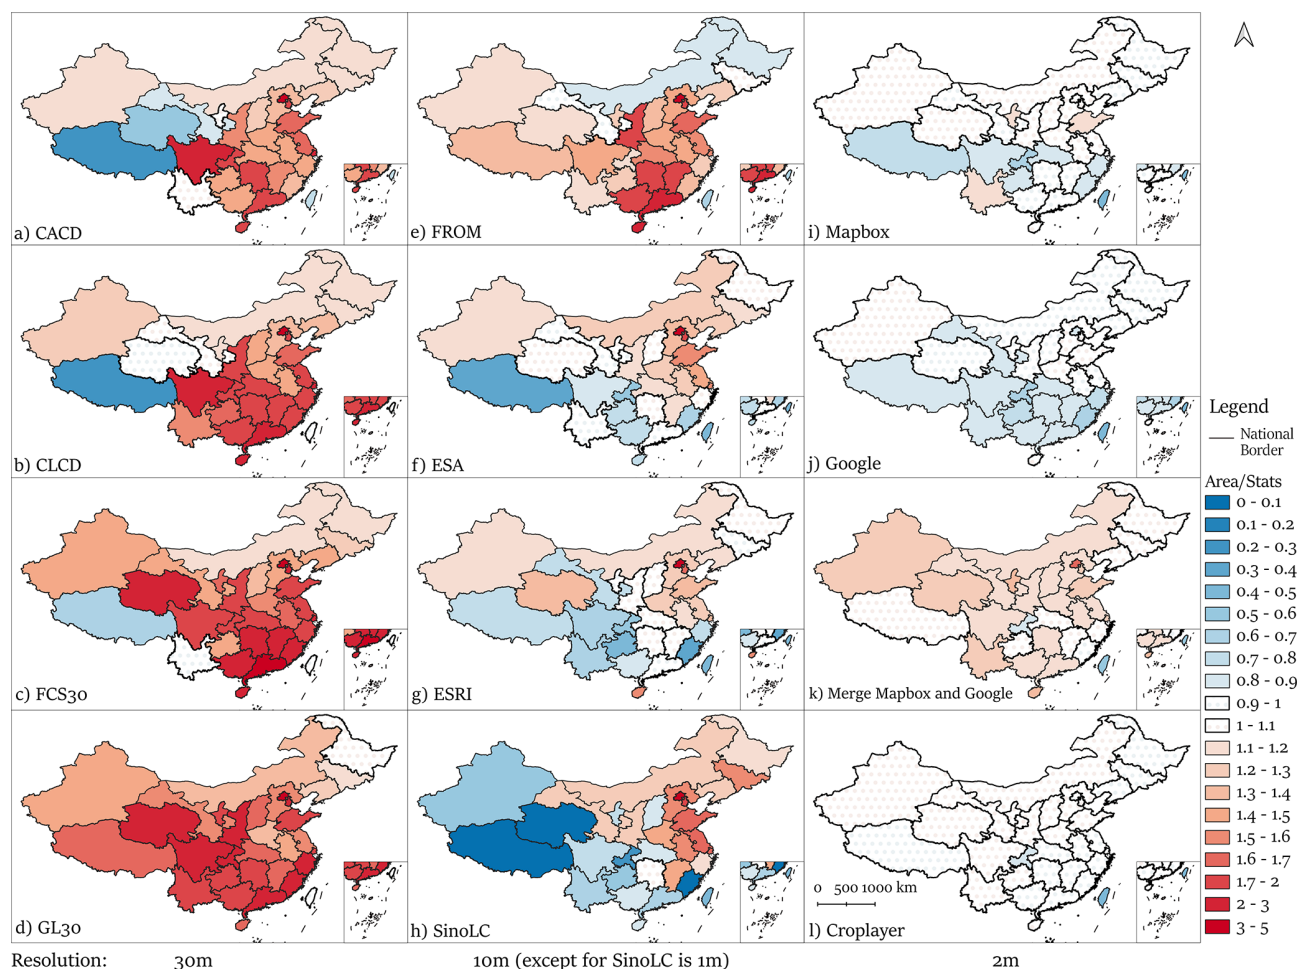 a) CACD
e) FROM
i) Mapbox
b) CLCD
f) ESA
j) Google
c) FCS30
g) ESRI
k) Merge Mapbox and Google
d) GL30
h) SinoLC
l) Croplayer
0 500 1000 km
Legend
National
Border
Area/Stats
0 - 0.1
0.1 - 0.2
0.2 - 0.3
0.3 - 0.4
0.4 - 0.5
0.5 - 0.6
0.6 - 0.7
0.7 - 0.8
0.8 - 0.9
0.9 - 1
1 - 1.1
1.1 - 1.2
1.2 - 1.3
1.3 - 1.4
1.4 - 1.5
1.5 - 1.6
1.6 - 1.7
1.7 - 2
2 - 3
3 - 5
Resolution: 30m 10m (except for SinoLC is 1m) 2m